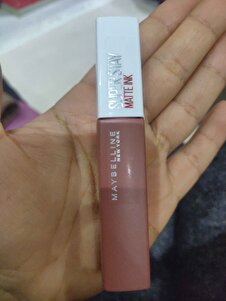 SUPERSTAY
MATTE INK
MAYBELLINE
NEW YORK